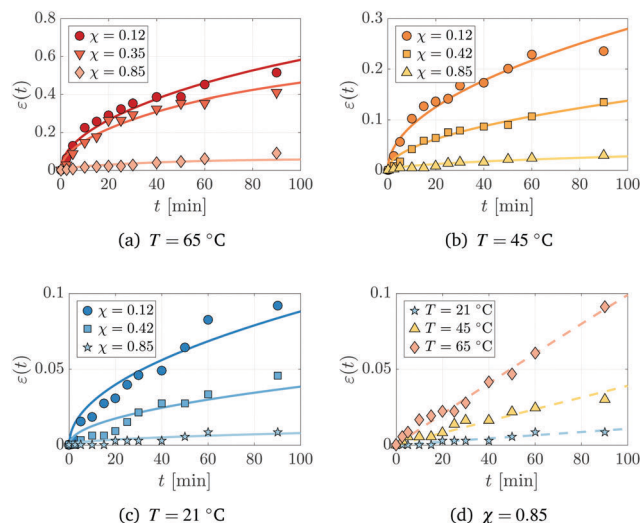 0.8
0.6
0.4
0.2
0
ε(t)
χ = 0.12
χ = 0.35
χ = 0.85
0 20 40 60 80 100
t [min]
(a) T = 65 °C
0.3
0.2
0.1
0
ε(t)
χ = 0.12
χ = 0.42
χ = 0.85
0 20 40 60 80 100
t [min]
(b) T = 45 °C
0.1
0.05
0
ε(t)
χ = 0.12
χ = 0.42
χ = 0.85
0 20 40 60 80 100
t [min]
(c) T = 21 °C
0.1
0.05
0
ε(t)
T = 21 °C
T = 45 °C
T = 65 °C
0 20 40 60 80 100
t [min]
(d) χ = 0.85